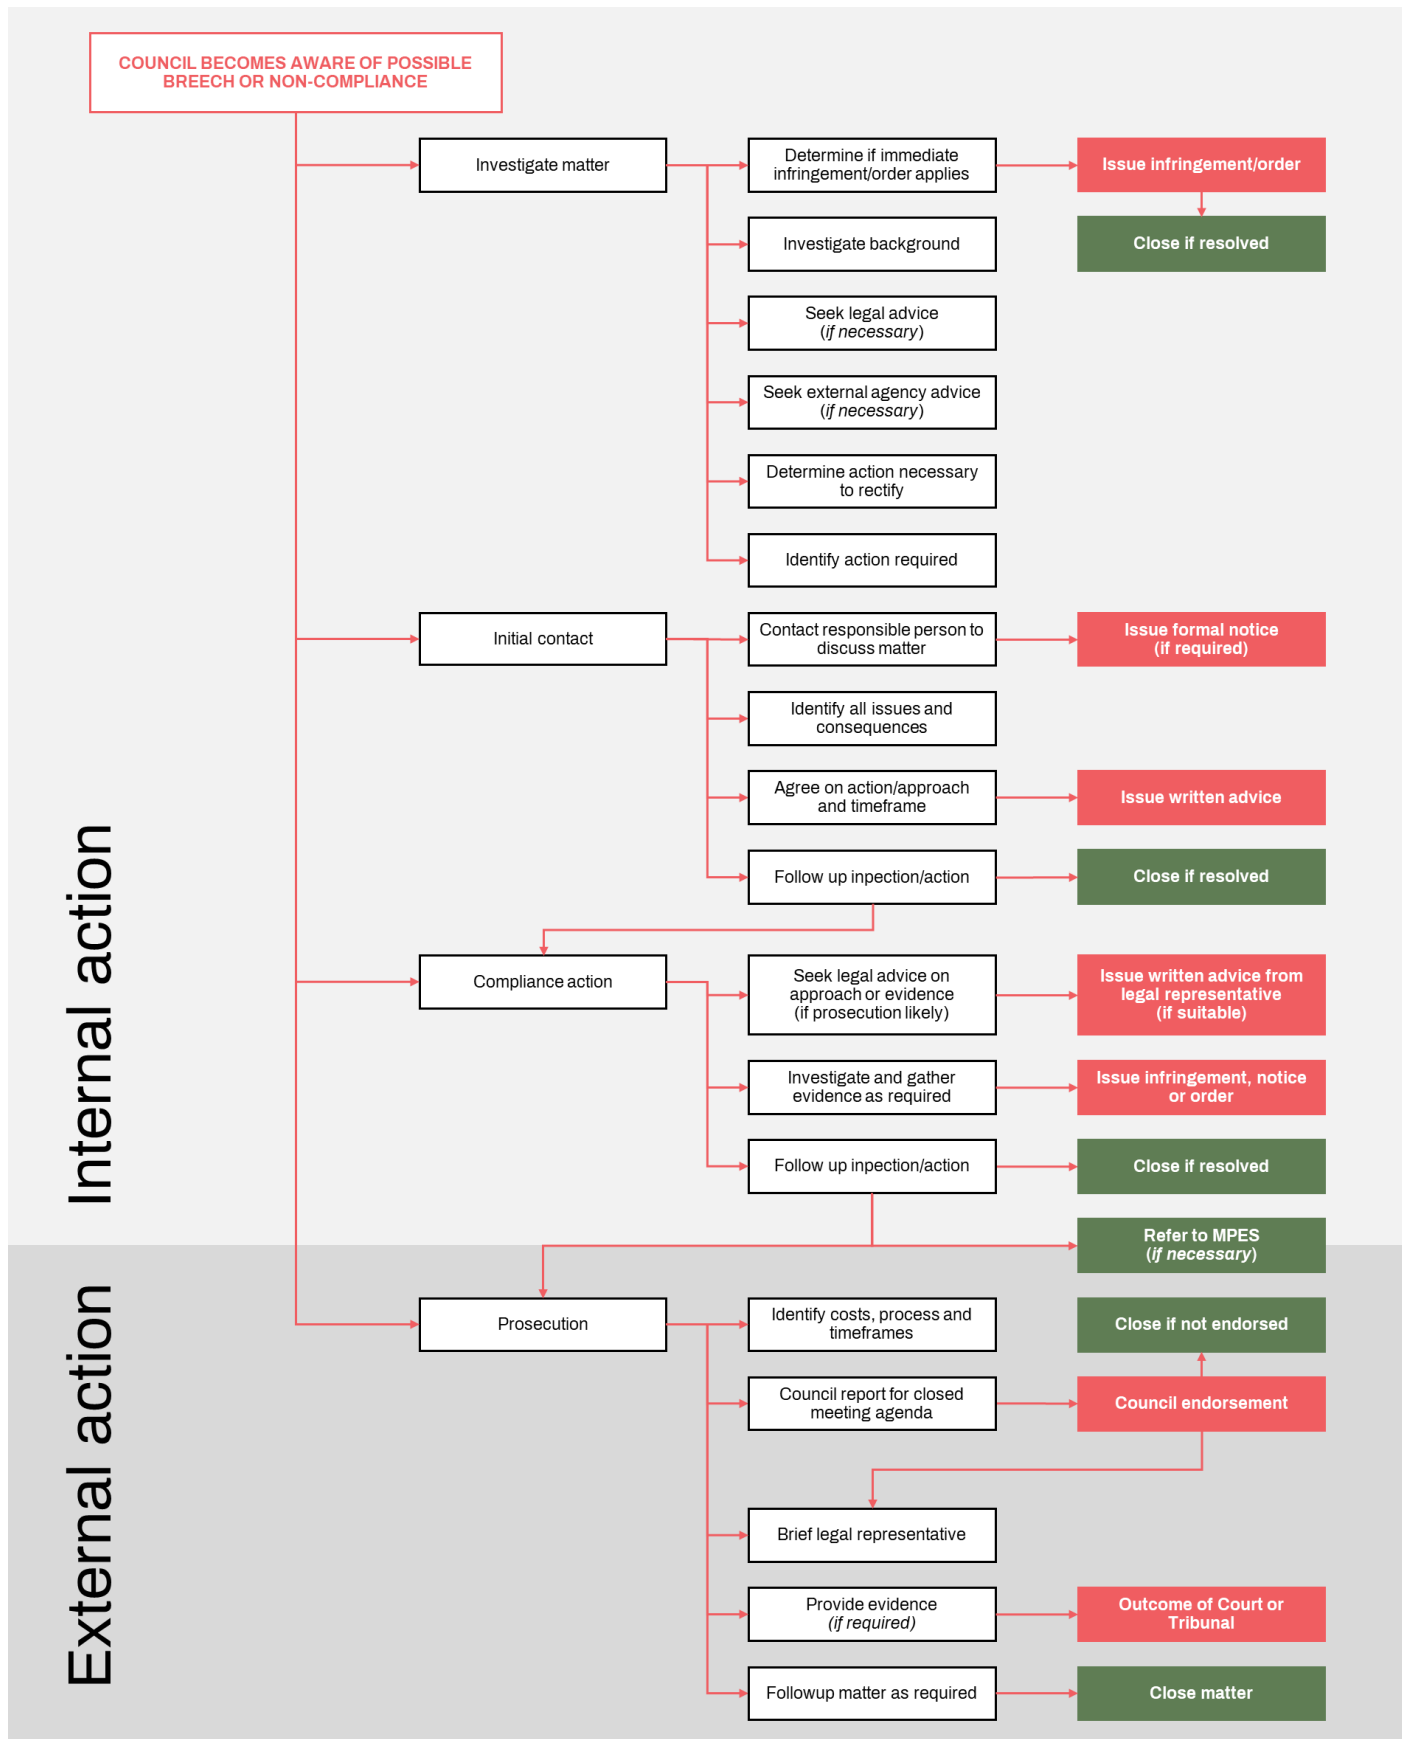 COUNCIL BECOMES AWARE OF POSSIBLE
BREECH OR NON-COMPLIANCE
Internal action
Investigate matter
Determine if immediate
infringement/order applies
Issue infringement/order
Close if resolved
Investigate background
Seek legal advice
(if necessary)
Seek external agency advice
(if necessary)
Determine action necessary
to rectify
Identify action required
Initial contact
Contact responsible person to
discuss matter
Issue formal notice
(if required)
Identify all issues and
consequences
Agree on action/approach
and timeframe
Issue written advice
Follow up inpection/action
Close if resolved
Compliance action
Seek legal advice on
approach or evidence
(if prosecution likely)
Issue written advice from
legal representative
(if suitable)
Investigate and gather
evidence as required
Issue infringement, notice
or order
Follow up inpection/action
Close if resolved
Refer to MPES
(if necessary)
External action
Prosecution
Identify costs, process and
timeframes
Close if not endorsed
Council report for closed
meeting agenda
Council endorsement
Brief legal representative
Provide evidence
(if required)
Outcome of Court or
Tribunal
Followup matter as required
Close matter